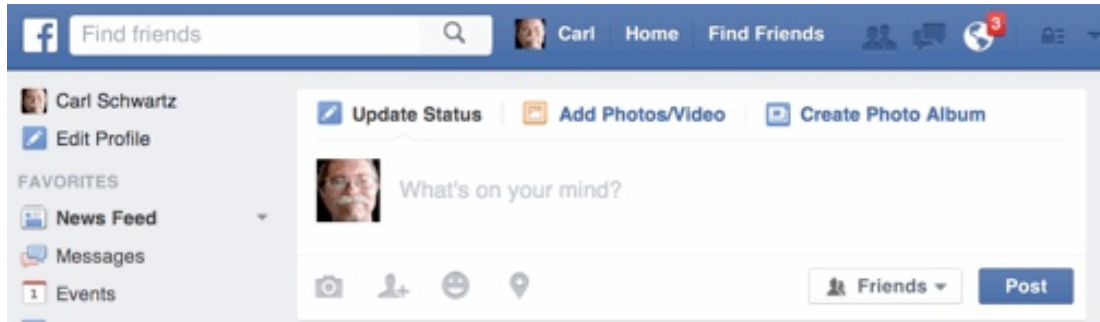 f Find friends Carl Home Find Friends 3
Carl Schwartz
Edit Profile
FAVORITES
News Feed
Messages
1 Events
Update Status Add Photos/Video Create Photo Album
What's on your mind?
Friends Post